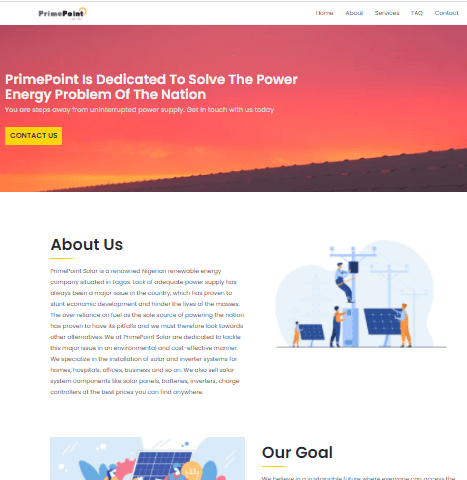 PrimePoint
Home About Services FAQ Contact
PrimePoint Is Dedicated To Solve The Power
Energy Problem Of The Nation
You are steps away from uninterrupted power supply. Get in touch with us today
CONTACT US
About Us
PrimePoint Solar is a renowned Nigerian renewable energy
company situated in Lagos. Lack of adequate power supply has
always been a major issue in the country, which has proven to
stunt economic development and hinder the lives of the masses.
The over reliance on fuel as the sole source of powering the nation
has proven to have its pitfalls and we must therefore look towards
other alternatives. We at PrimePoint Solar are dedicated to tackle
this major issue in an environmental and cost-effective manner.
We specialize in the installation of solar and inverter systems for
homes, hospitals, offices, business and so on. We also sell solar
system components like solar panels, batteries, inverters, charge
controllers at the best prices you can find anywhere.
Our Goal
We believe in a sustainable future where everyone can access the